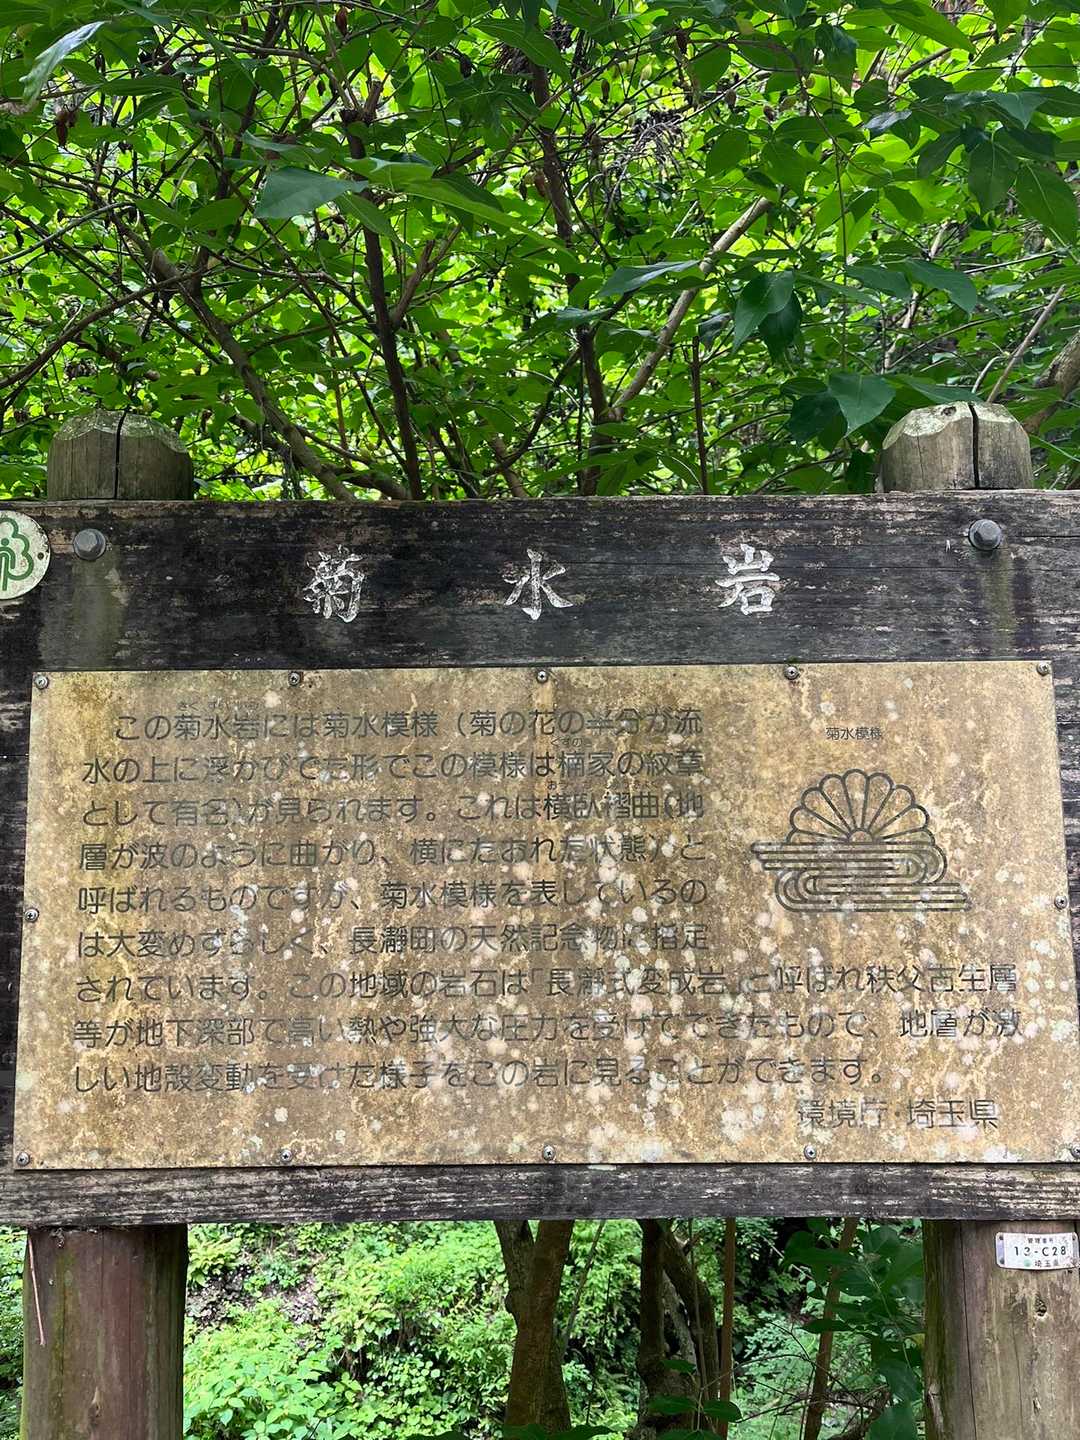 菊水岩
この菊水岩には菊水模様（菊の花の半分が流
水の上に浮かびでた形でこの模様は楠家の紋章
として有名）が見られます。これは横臥褶曲（地
層が波のように曲がり、横にたおれた状態）と
呼ばれるものですが、菊水模様を表しているの
は大変めずらしく、長瀞町の天然記念物に指定
されています。この地域の岩石は「長瀞式変成岩」と呼ばれ秩父古生層
等が地下深部で高い熱や強大な圧力を受けてできたもので、地層が激
しい地殻変動を受けた様子をこの岩に見ることができます。
環境庁・埼玉県
菊水模様
管理番号
13-C28
埼玉県